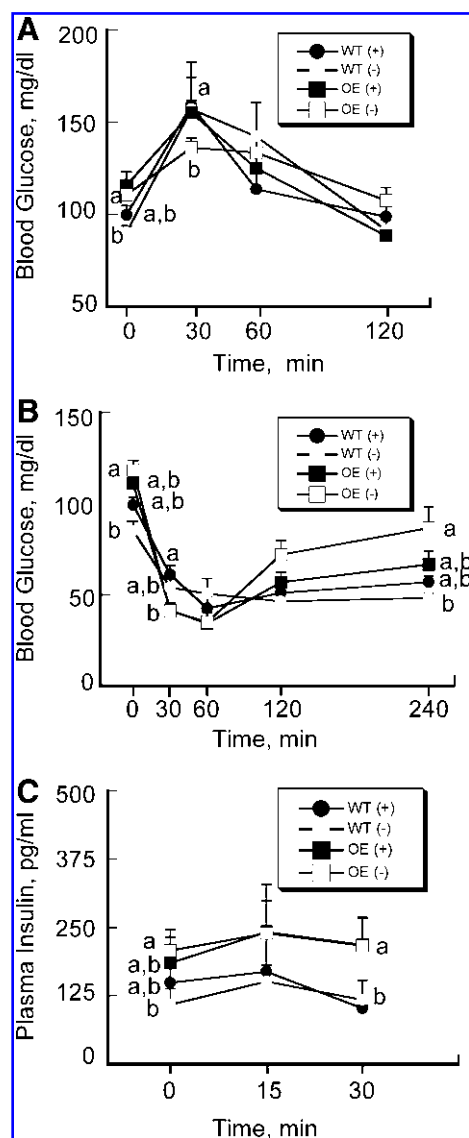 A
Blood Glucose, mg/dl
200
150
100
50
WT (+)
WT (-)
OE (+)
OE (-)
a
b
a
a,b
b
0 30 60 120
Time, min
B
Blood Glucose, mg/dl
150
100
50
0
WT (+)
WT (-)
OE (+)
OE (-)
a
a,b
a,b
b
a
a,b
b
a
a,b
a,b
b
0 30 60 120 240
Time, min
C
Plasma Insulin, pg/ml
500
375
250
125
0
WT (+)
WT (-)
OE (+)
OE (-)
a
a,b
a,b
b
a
b
0 15 30
Time, min